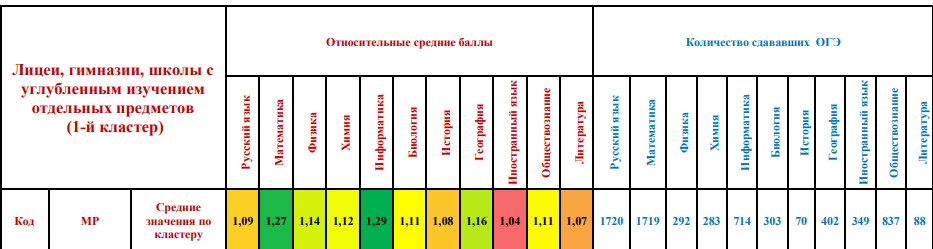 Лицеи, гимназии, школы с
углубленным изучением
отдельных предметов
(1-й кластер)
Относительные средние баллы
Количество сдававших ОГЭ
Русский язык
Математика
Физика
Химия
Информатика
Биология
История
География
Иностранный язык
Обществознание
Литература
Русский язык
Математика
Физика
Химия
Информатика
Биология
История
География
Иностранный язык
Обществознание
Литература
Код
МР
Средние
значения по
кластеру
1,09 1,27 1,14 1,12 1,29 1,11 1,08 1,16 1,04 1,11 1,07 1720 1719 292 283 714 303 70 402 349 837 88